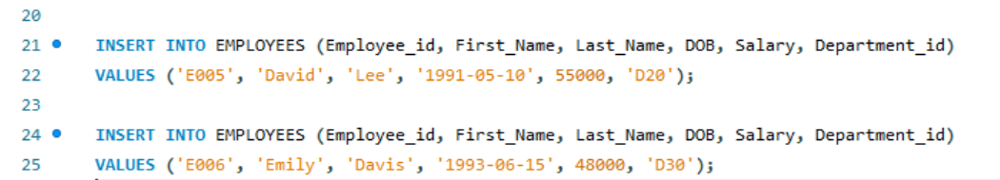 20
21 INSERT INTO EMPLOYEES (Employee_id, First_Name, Last_Name, DOB, Salary, Department_id)
22 VALUES ('E005', 'David', 'Lee', '1991-05-10', 55000, 'D20');
23
24 INSERT INTO EMPLOYEES (Employee_id, First_Name, Last_Name, DOB, Salary, Department_id)
25 VALUES ('E006', 'Emily', 'Davis', '1993-06-15', 48000, 'D30');